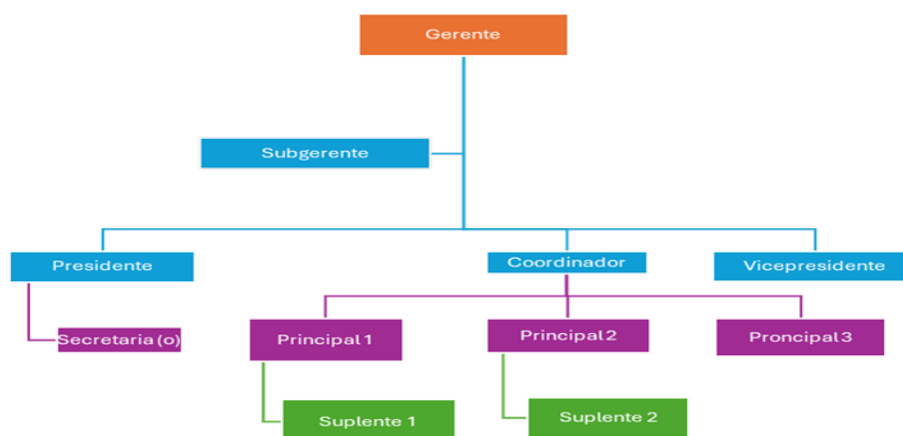 Gerente
Subgerente
Presidente
Coordinador
Vicepresidente
Secretaria (o)
Principal 1
Principal 2
Proncipal 3
Suplente 1
Suplente 2